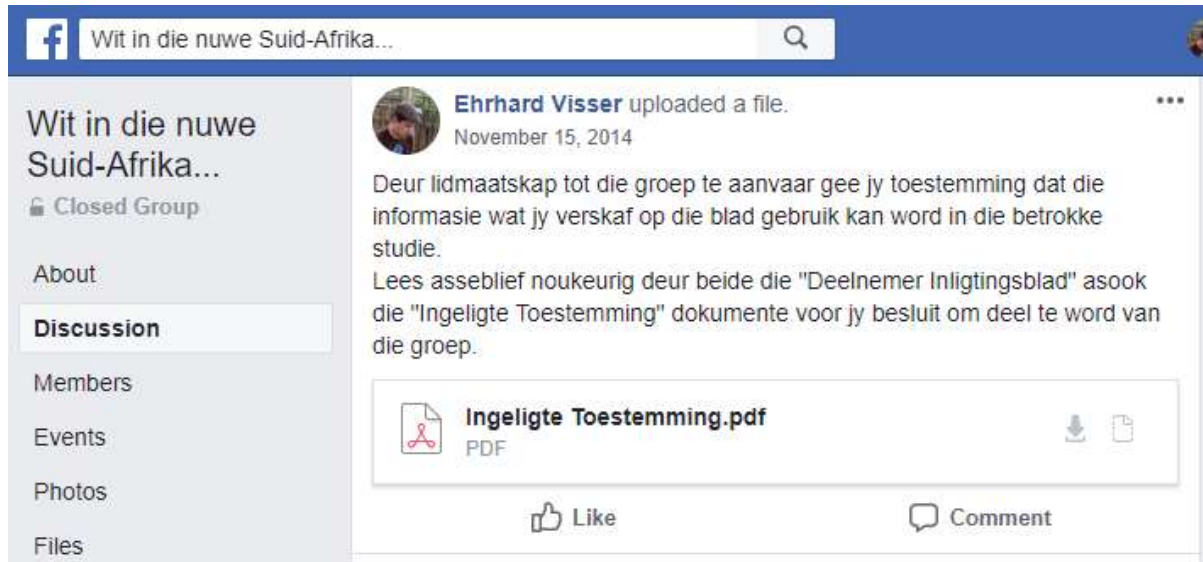 Wit in die nuwe Suid-Afrika...
Wit in die nuwe
Suid-Afrika...
Closed Group
About
Discussion
Members
Events
Photos
Files
Ehrhard Visser uploaded a file.
November 15, 2014
Deur lidmaatskap tot die groep te aanvaar gee jy toestemming dat die
informasie wat jy verskaf op die blad gebruik kan word in die betrokke
studie.
Lees asseblief noukeurig deur beide die "Deelnemer Inligtingsblad" asook
die "Ingeligte Toestemming" dokumente voor jy besluit om deel te word van
die groep.
Ingeligte Toestemming.pdf
PDF
Like Comment